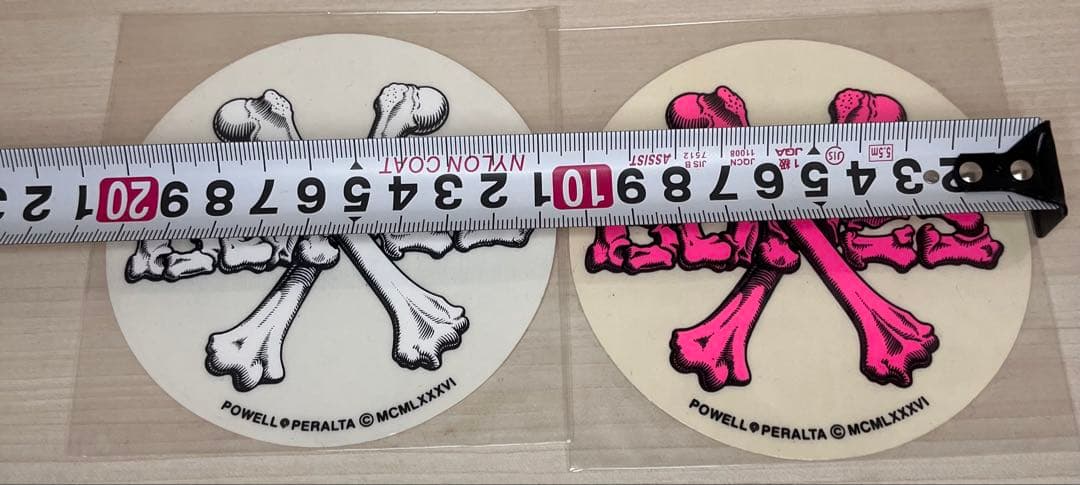 2 3 4 5 6 7 8 9 10 1 2 3 4 5 6 7 8 9 20 1 2
5.5m
JIS
1級
JQA
JQCN
11008
JIS B
7512
ASSIST
NYLON COAT
POWELL PERALTA © MCMLXXXVI
POWELL PERALTA © MCMLXXXVI